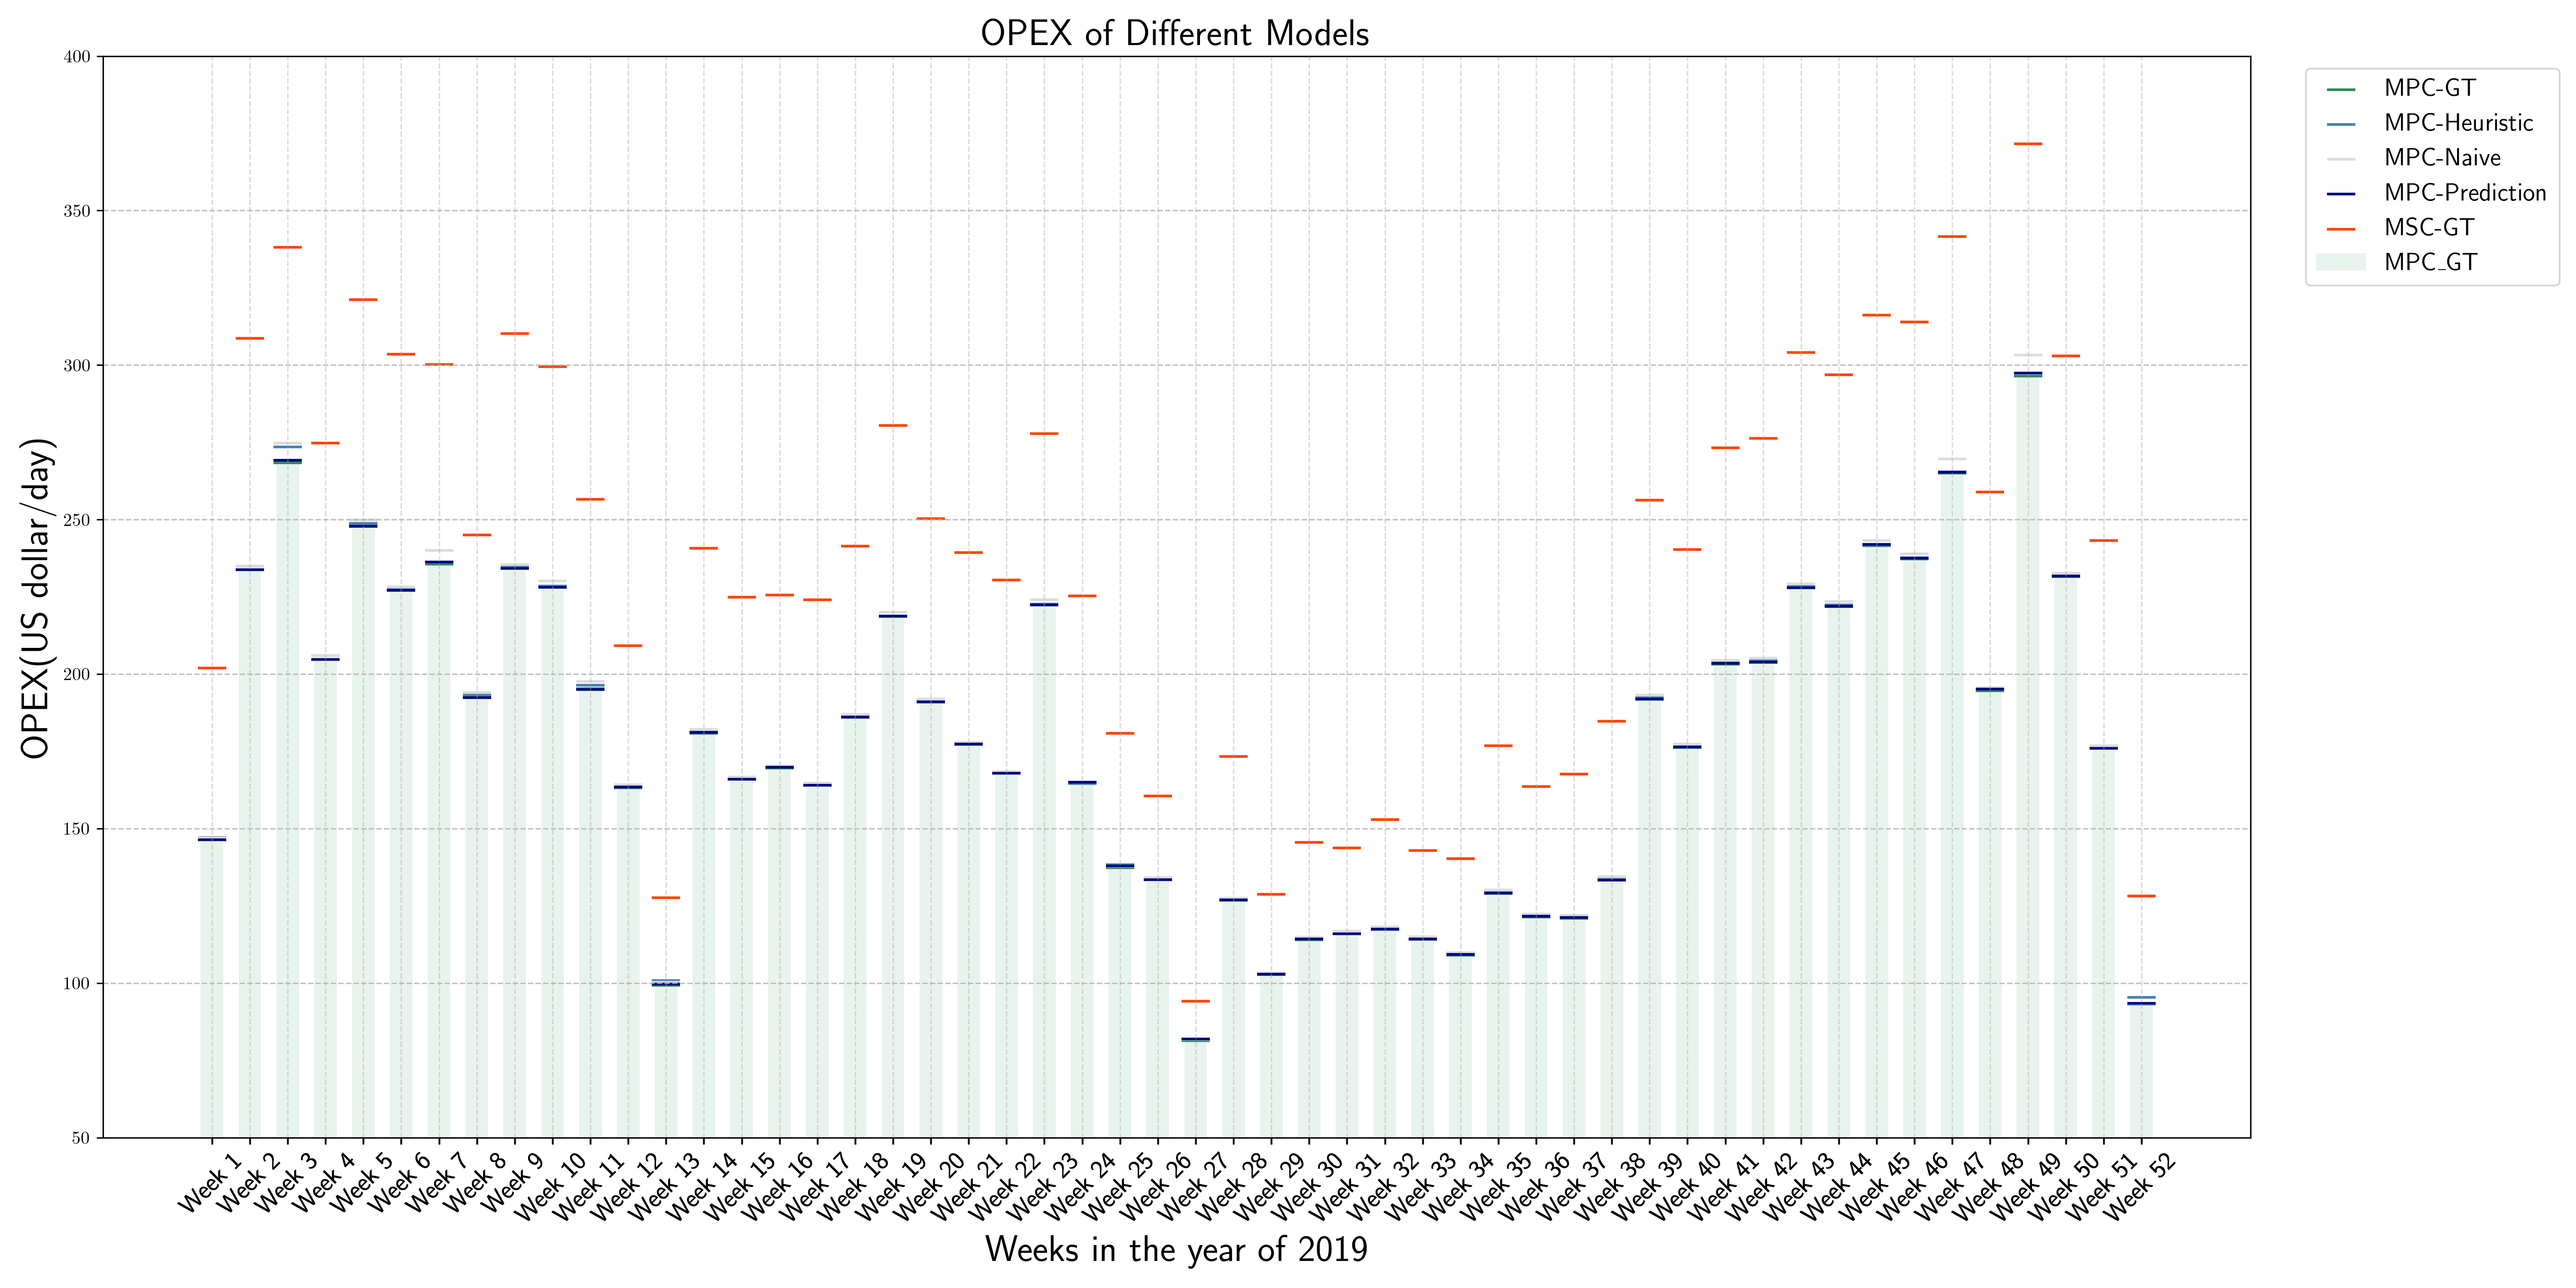 OPEX of Different Models
OPEX(US dollar/day)
400
350
300
250
200
150
100
50
Week 1
Week 2
Week 3
Week 4
Week 5
Week 6
Week 7
Week 8
Week 9
Week 10
Week 11
Week 12
Week 13
Week 14
Week 15
Week 16
Week 17
Week 18
Week 19
Week 20
Week 21
Week 22
Week 23
Week 24
Week 25
Week 26
Week 27
Week 28
Week 29
Week 30
Week 31
Week 32
Week 33
Week 34
Week 35
Week 36
Week 37
Week 38
Week 39
Week 40
Week 41
Week 42
Week 43
Week 44
Week 45
Week 46
Week 47
Week 48
Week 49
Week 50
Week 51
Week 52
Weeks in the year of 2019
MPC-GT
MPC-Heuristic
MPC-Naive
MPC-Prediction
MSC-GT
MPC_GT